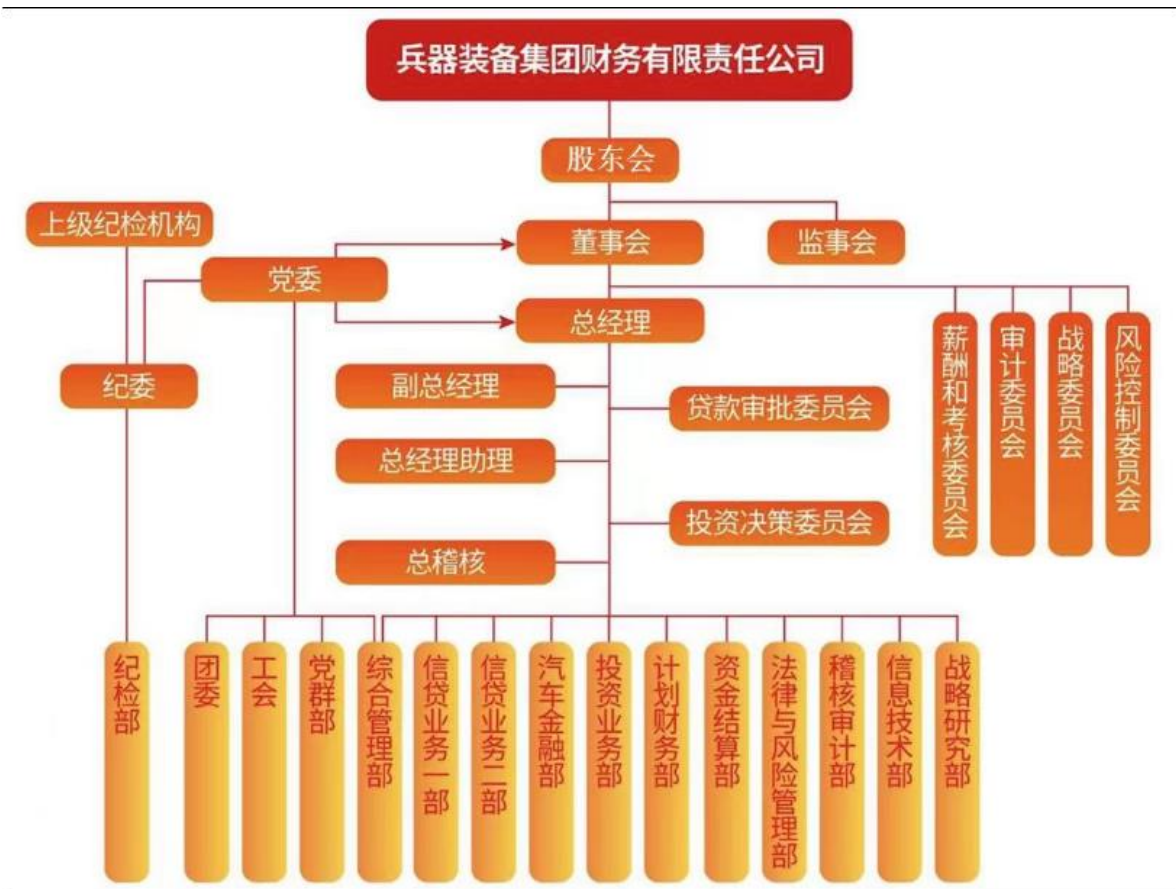 兵器装备集团财务有限责任公司
股东会
上级纪检机构
董事会
监事会
党委
总经理
纪委
副总经理
贷款审批委员会
总经理助理
投资决策委员会
总稽核
薪酬和考核委员会
审计委员会
战略委员会
风险控制委员会
纪检部
团委
工会
党群部
综合管理部
信贷业务一部
信贷业务二部
汽车金融部
投资业务部
计划财务部
资金结算部
法律与风险管理部
稽核审计部
信息技术部
战略研究部